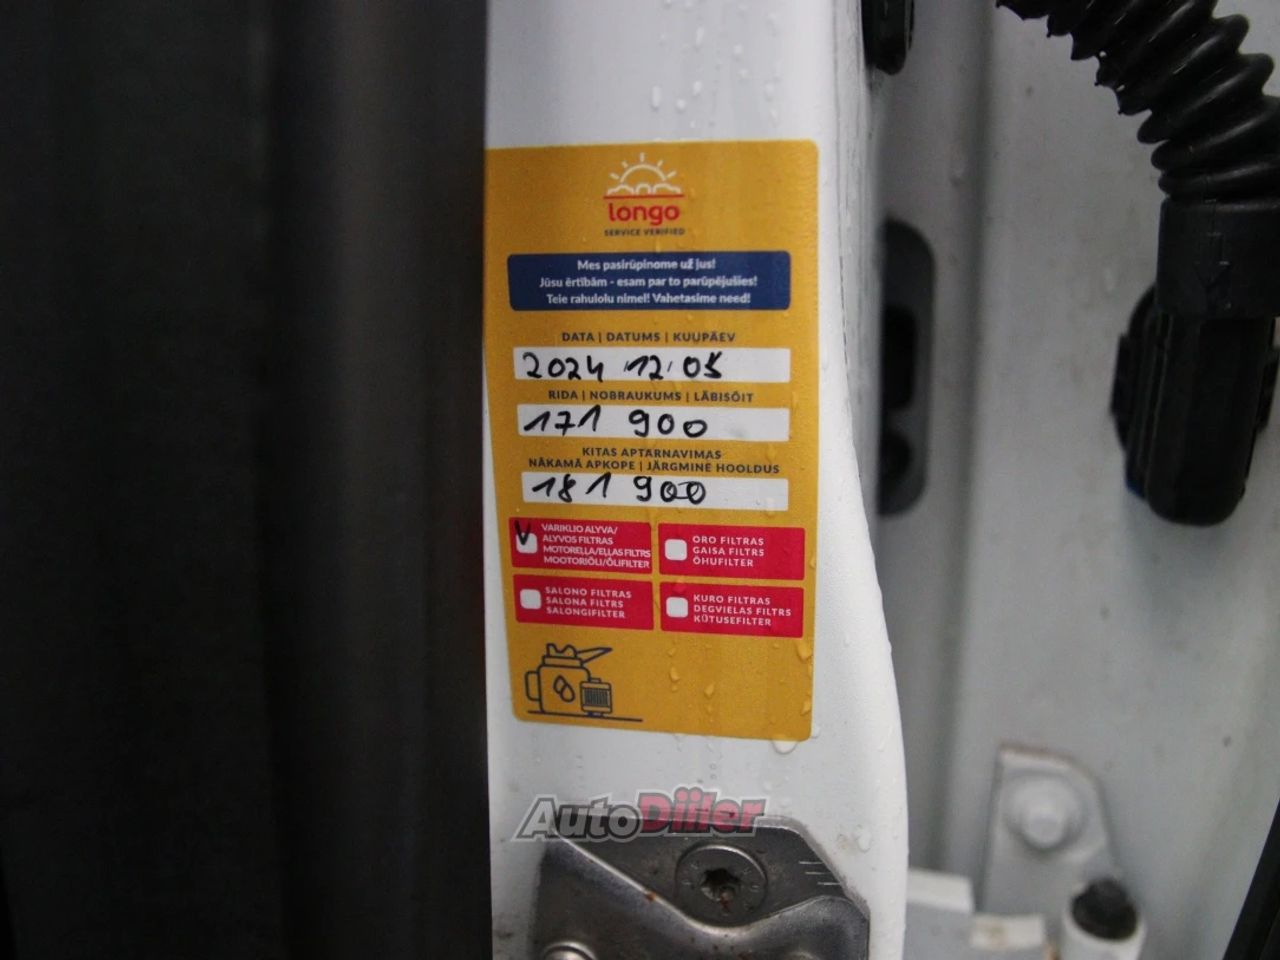 longo
SERVICE VERIFIED
Mes pasirūpinome už jus!
Jūsu ērtībām - esam par to parūpējušies!
Teie rahulolu nimel! Vahetasime need!
DATA | DATUMS | KUUPÄEV
2024 12 05
RIDA | NOBRAUKUMS | LÄBISÕIT
171 900
KITAS APTARNAVIMAS
NĀKAMĀ APKOPE | JÄRGMINE HOOLDUS
181 900
V
VARIKLIO ALYVA/
ALYVOS FILTRAS
MOTORELLA/ELLAS FILTRS
MOOTORIÕLI/ÕLIFILTER
ORO FILTRAS
GAISA FILTRS
ÕHUFILTER
SALONO FILTRAS
SALONA FILTRS
SALONGIFILTER
KURO FILTRAS
DEGVIELAS FILTRS
KÜTUSEFILTER
AutoDiiler